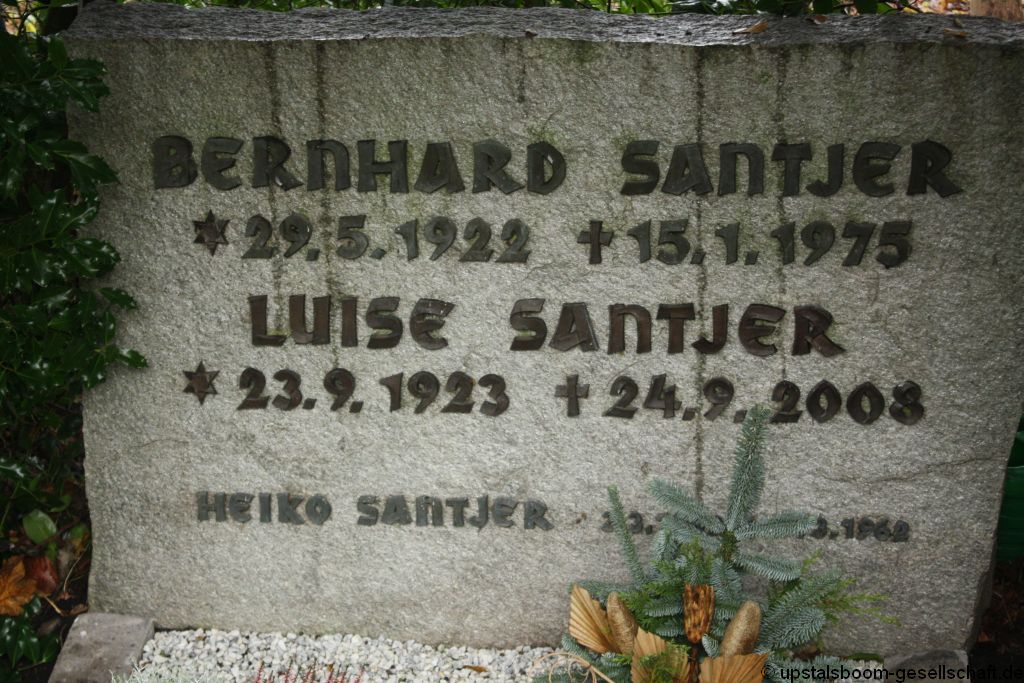 BERNHARD SANTJER
* 29.5.1922 † 15.1.1975
LUISE SANTJER
* 23.9.1923 † 24.9.2008
HEIKO SANTJER 1962
© upstalsboom-gesellschaft.de